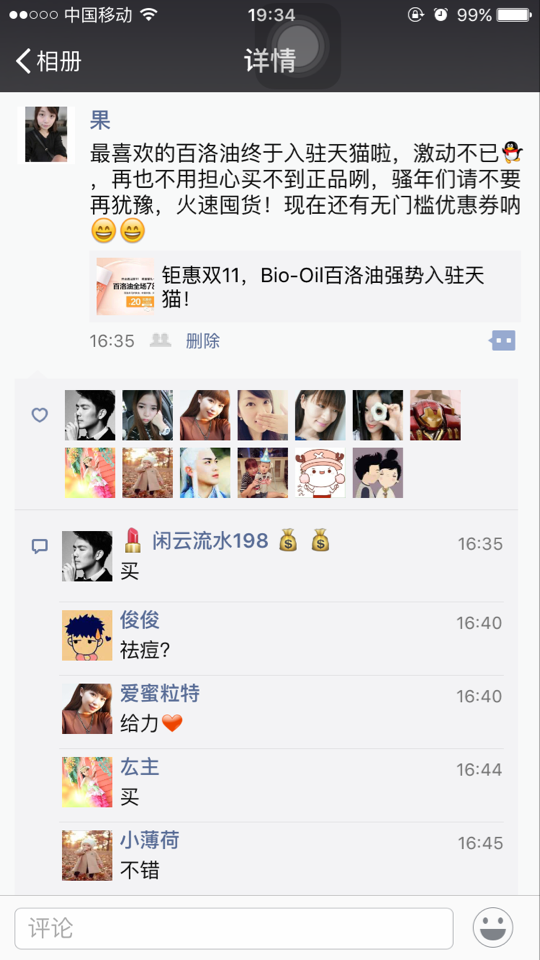 中国移动 19:34 99%
相册 详情
果
最喜欢的百洛油终于入驻天猫啦，激动不已🐧
，再也不用担心买不到正品咧，骚年们请不要
再犹豫，火速囤货！现在还有无门槛优惠券呐
😄😄
百洛油全场78
20
钜惠双11，Bio-Oil百洛油强势入驻天
猫！
16:35 删除
💄 闲云流水198 💰 💰 16:35
买
俊俊 16:40
祛痘?
爱蜜粒特 16:40
给力❤️
厷主 16:44
买
小薄荷 16:45
不错
评论